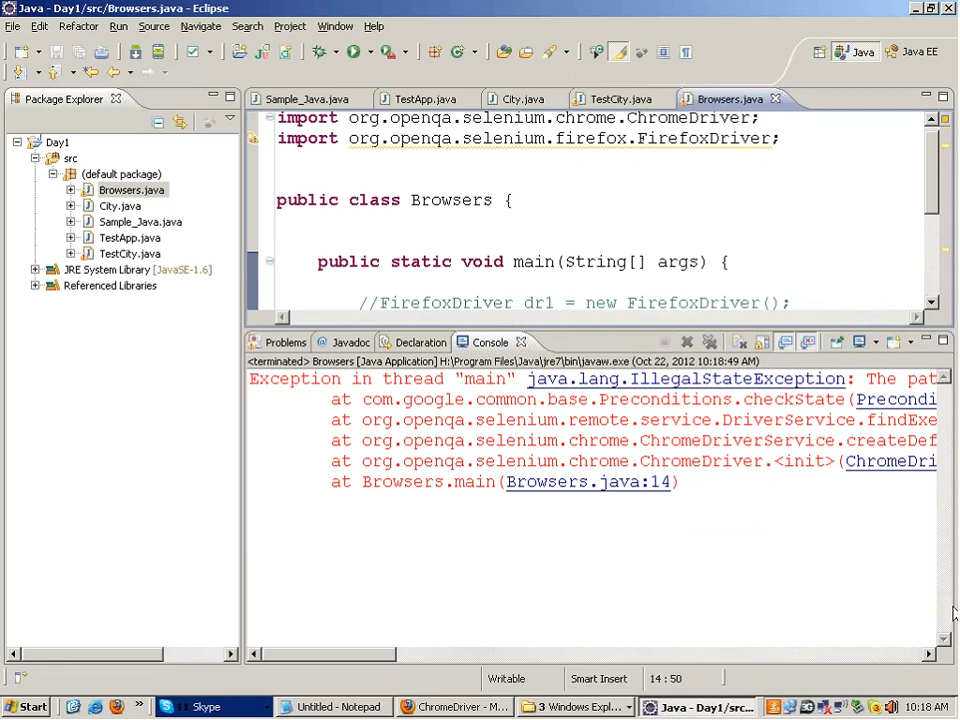 Java - Day1/src/Browsers.java - Eclipse
File Edit Refactor Source Navigate Search Project Run Window Help
Java Java EE
Package Explorer
Sample_Java.java TestApp.java City.java TestCity.java Browsers.java
Day1
src
(default package)
Browsers.java
City.java
Sample_Java.java
TestApp.java
TestCity.java
JRE System Library [JavaSE-1.6]
Referenced Libraries
import org.openqa.selenium.chrome.ChromeDriver;
import org.openqa.selenium.firefox.FirefoxDriver;
public class Browsers {
public static void main(String[] args) {
//FirefoxDriver dr1 = new FirefoxDriver();
Problems @ Javadoc Declaration Console
<terminated> Browsers [Java Application] H:\Program Files\Java\jre7\bin\javaw.exe (Oct 22, 2012 10:18:49 AM)
Exception in thread "main" java.lang.IllegalStateException: The pat
at com.google.common.base.Preconditions.checkState(Precondi
at org.openqa.selenium.remote.service.DriverService.findExe
at org.openqa.selenium.chrome.ChromeDriverService.createDef
at org.openqa.selenium.chrome.ChromeDriver.<init>(ChromeDri
at Browsers.main(Browsers.java:14)
Writable Smart Insert 14 : 50
Start » 11 Skype Untitled - Notepad ChromeDriver - M... 3 Windows Expl... Java - Day1/src... 10:18 AM